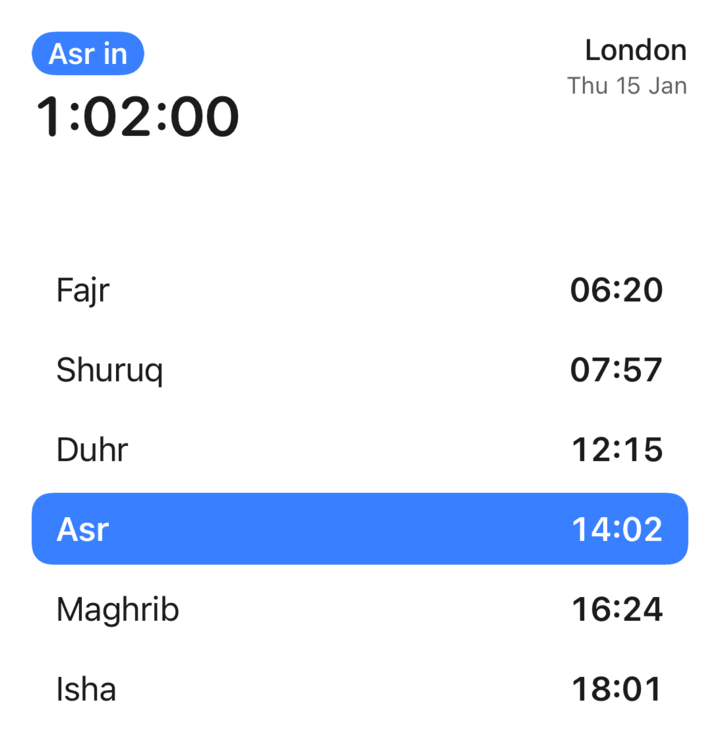 Asr in
London
Thu 15 Jan
1:02:00
Fajr 06:20
Shuruq 07:57
Duhr 12:15
Asr 14:02
Maghrib 16:24
Isha 18:01